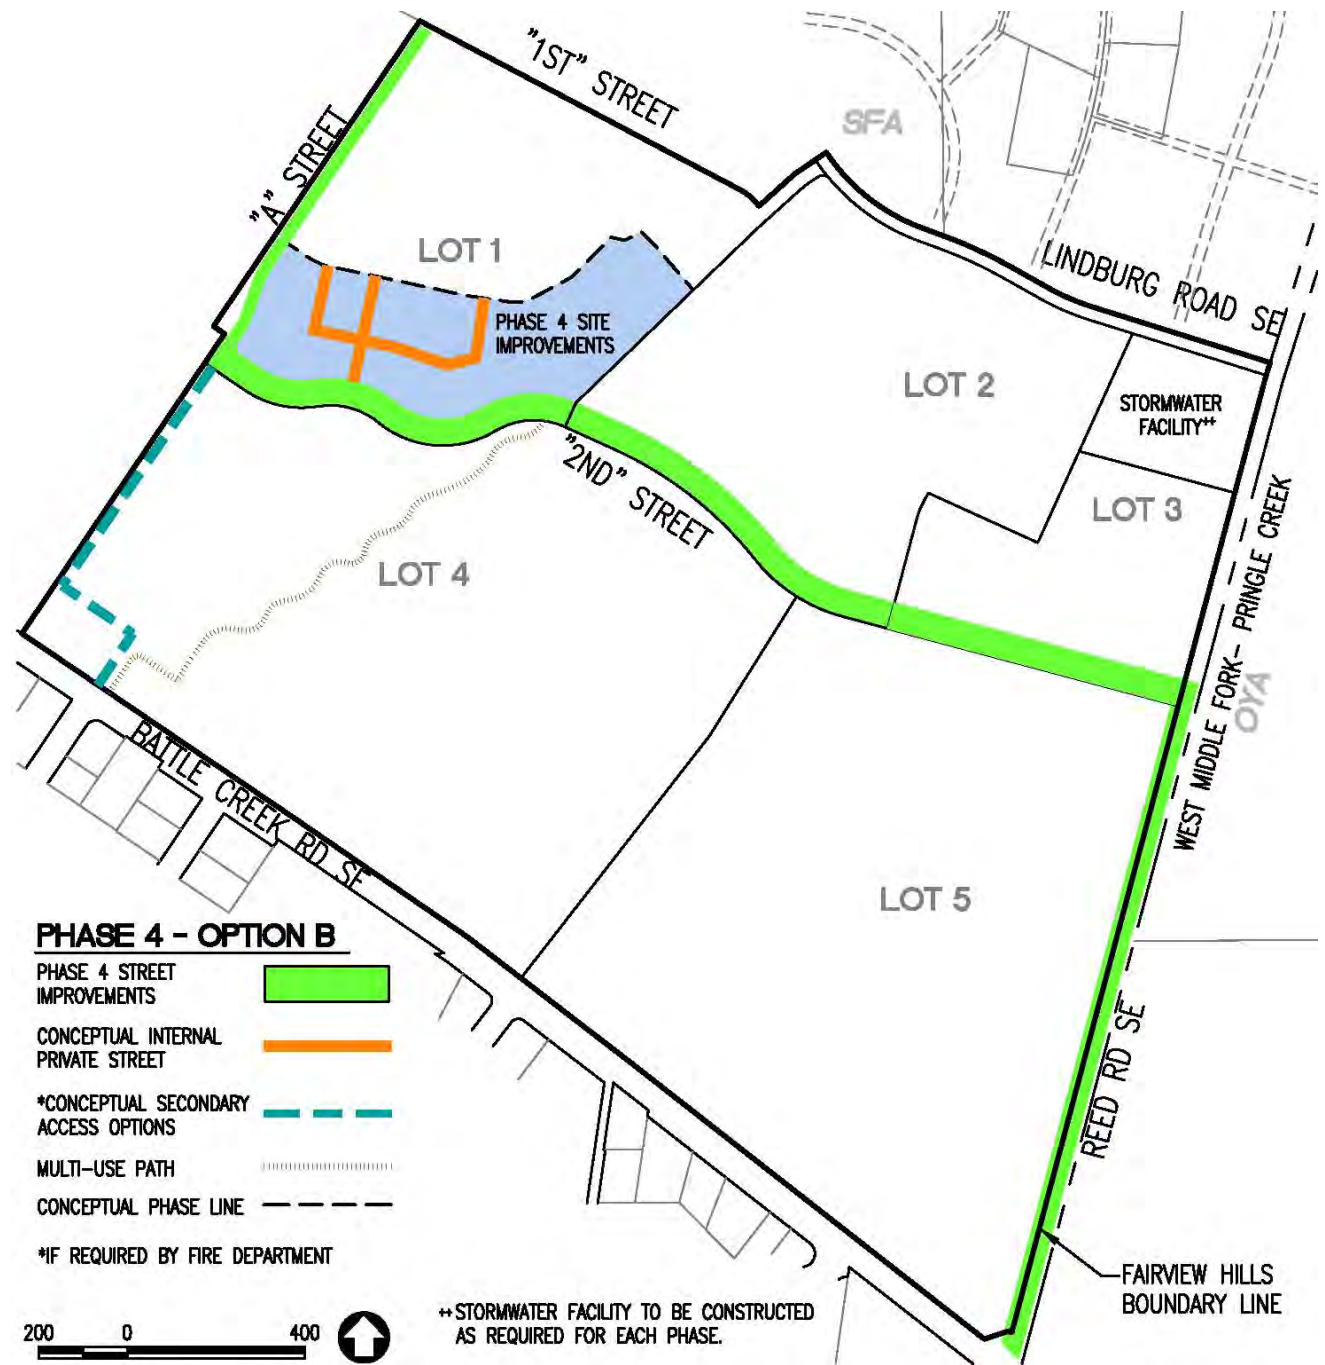 "1ST" STREET
SFA
"A" STREET
LOT 1
LINDBURG ROAD SE
PHASE 4 SITE
IMPROVEMENTS
LOT 2
STORMWATER
FACILITY++
"2ND" STREET
LOT 3
LOT 4
WEST MIDDLE FORK- PRINGLE CREEK
OYA
BATTLE CREEK RD SE
LOT 5
REED RD SE
PHASE 4 - OPTION B
PHASE 4 STREET
IMPROVEMENTS
CONCEPTUAL INTERNAL
PRIVATE STREET
*CONCEPTUAL SECONDARY
ACCESS OPTIONS
MULTI-USE PATH
CONCEPTUAL PHASE LINE
*IF REQUIRED BY FIRE DEPARTMENT
FAIRVIEW HILLS
BOUNDARY LINE
++STORMWATER FACILITY TO BE CONSTRUCTED
AS REQUIRED FOR EACH PHASE.
200 0 400